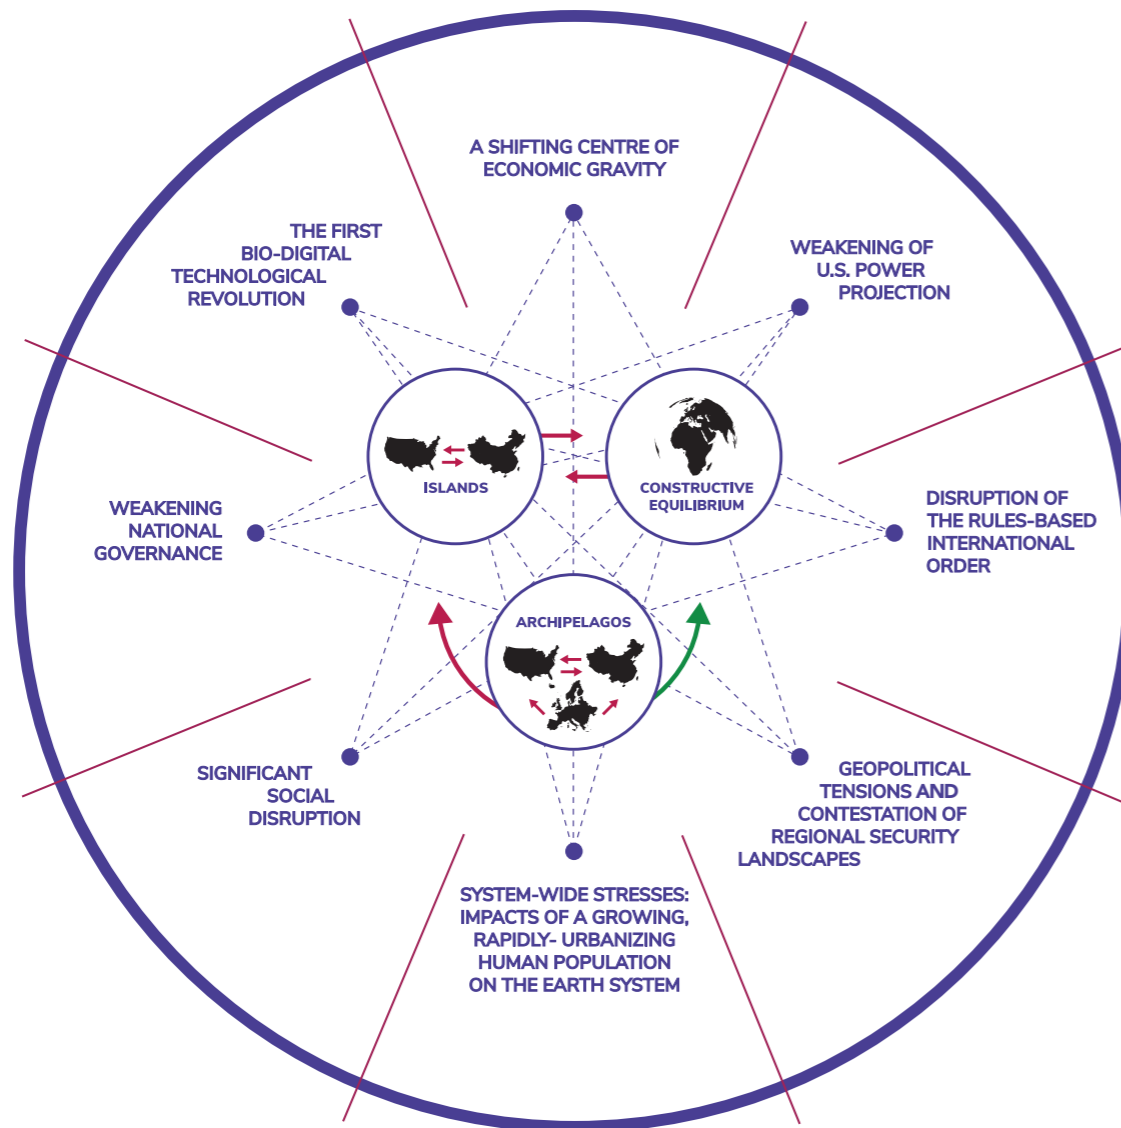 A SHIFTING CENTRE OF
ECONOMIC GRAVITY
THE FIRST
BIO-DIGITAL
TECHNOLOGICAL
REVOLUTION
WEAKENING OF
U.S. POWER
PROJECTION
ISLANDS
CONSTRUCTIVE
EQUILIBRIUM
WEAKENING
NATIONAL
GOVERNANCE
DISRUPTION OF
THE RULES-BASED
INTERNATIONAL
ORDER
ARCHIPELAGOS
SIGNIFICANT
SOCIAL
DISRUPTION
GEOPOLITICAL
TENSIONS AND
CONTESTATION OF
REGIONAL SECURITY
LANDSCAPES
SYSTEM-WIDE STRESSES:
IMPACTS OF A GROWING,
RAPIDLY- URBANIZING
HUMAN POPULATION
ON THE EARTH SYSTEM